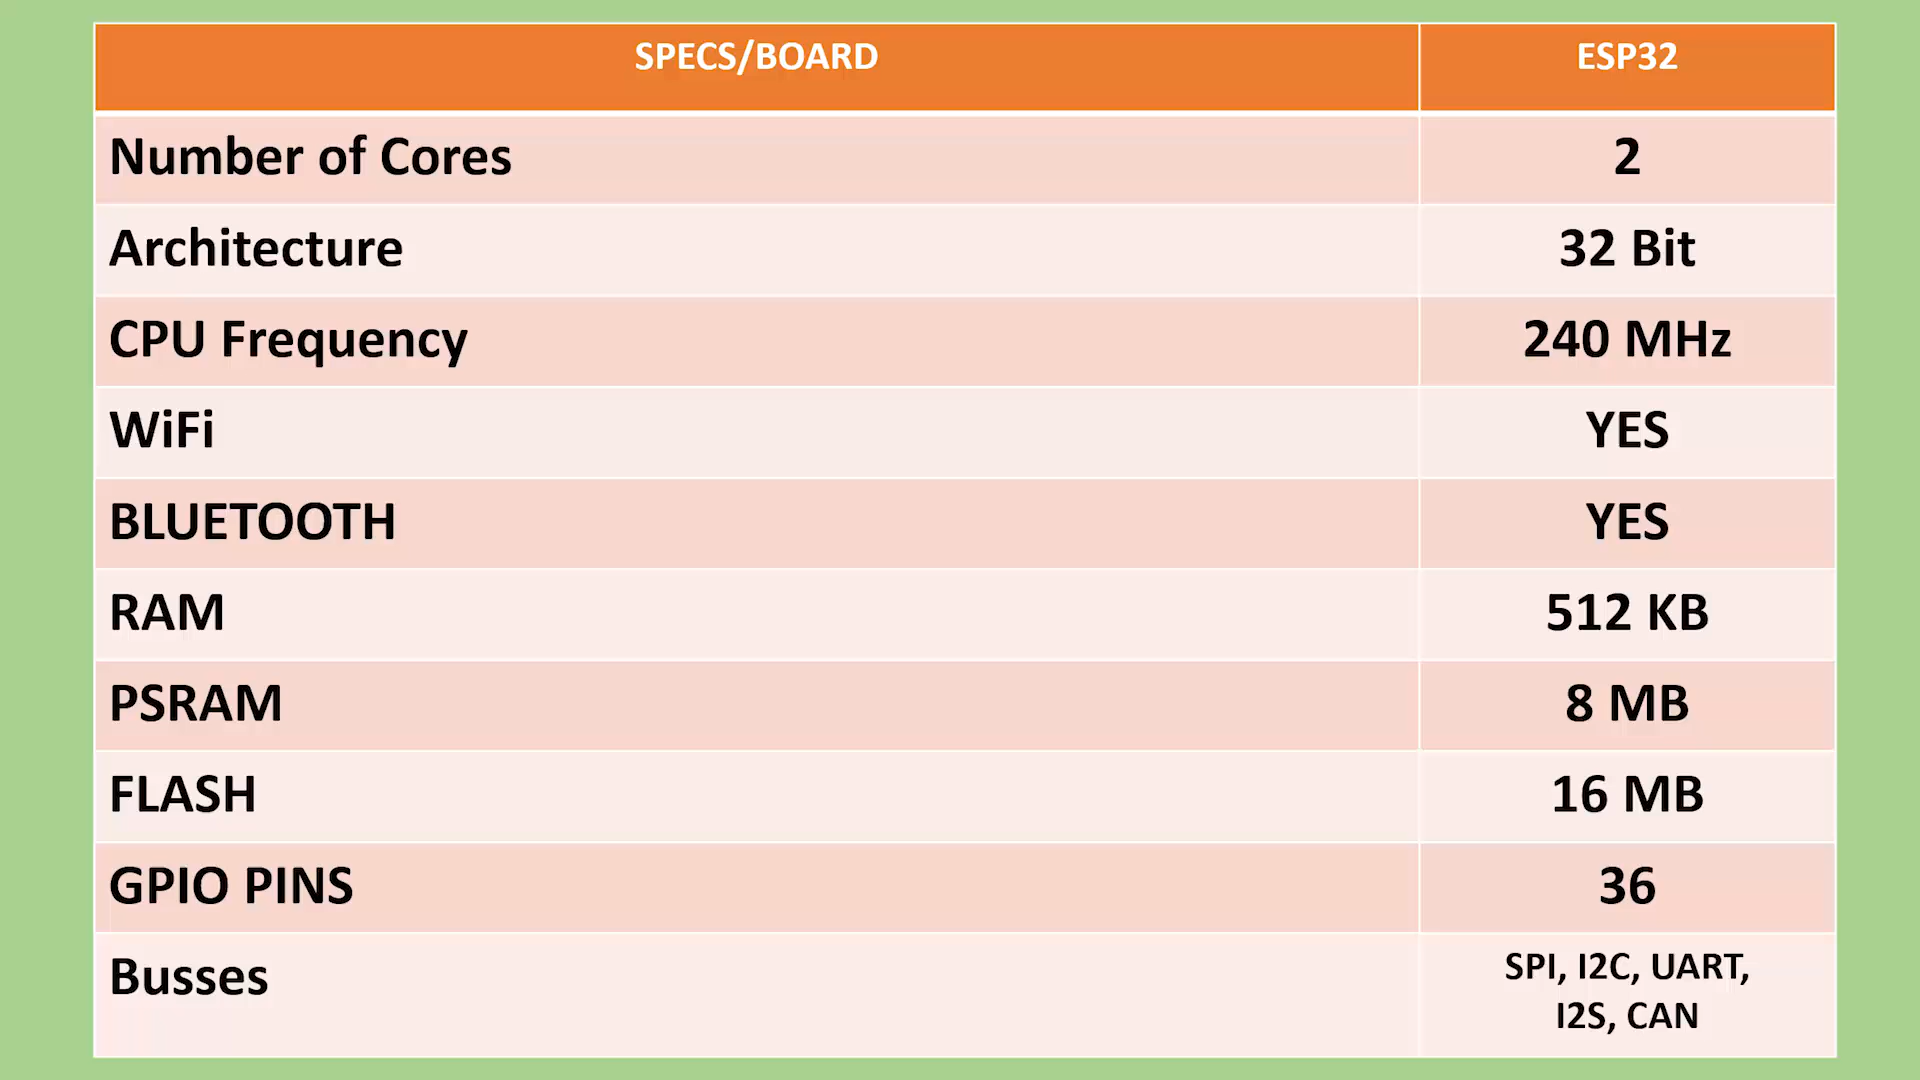 SPECS/BOARD ESP32
Number of Cores 2
Architecture 32 Bit
CPU Frequency 240 MHz
WiFi YES
BLUETOOTH YES
RAM 512 KB
PSRAM 8 MB
FLASH 16 MB
GPIO PINS 36
Busses SPI, I2C, UART,
I2S, CAN